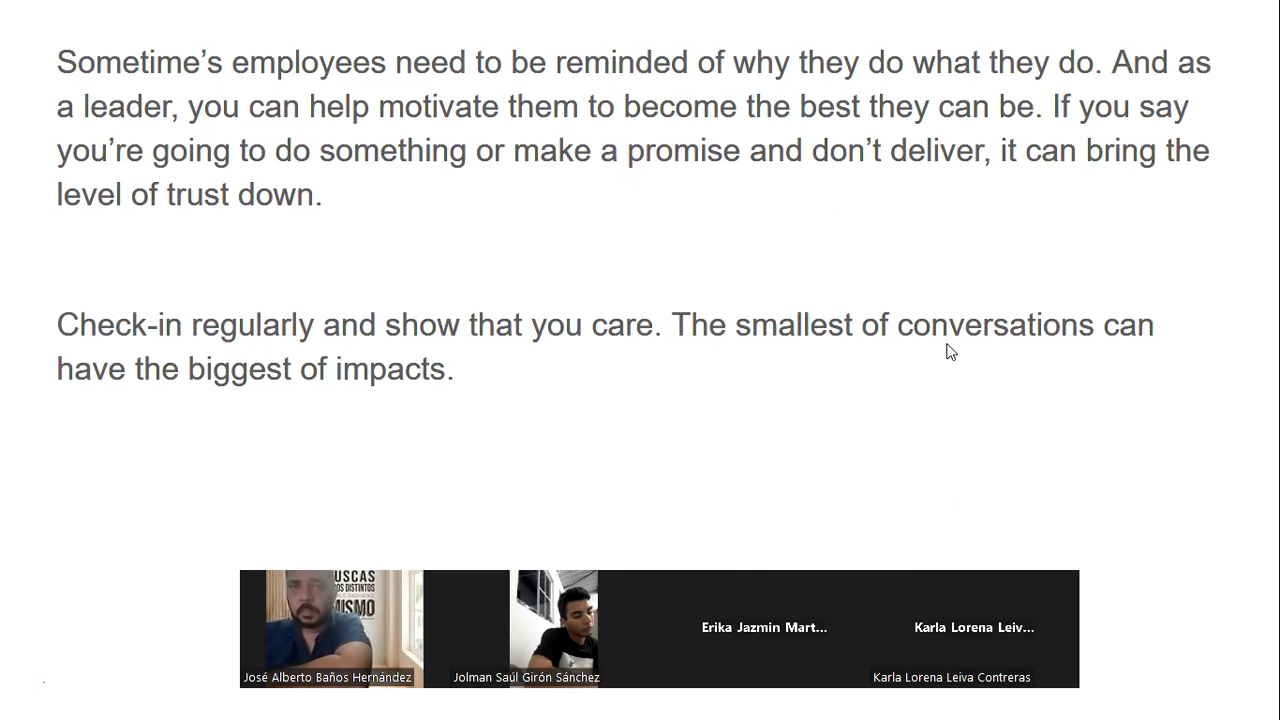 Sometime’s employees need to be reminded of why they do what they do. And as
a leader, you can help motivate them to become the best they can be. If you say
you’re going to do something or make a promise and don’t deliver, it can bring the
level of trust down.
Check-in regularly and show that you care. The smallest of conversations can
have the biggest of impacts.
USCAS
OS DISTINTOS
MISMO
Erika Jazmin Mart...
Karla Lorena Leiv...
José Alberto Baños Hernández
Jolman Saúl Girón Sánchez
Karla Lorena Leiva Contreras